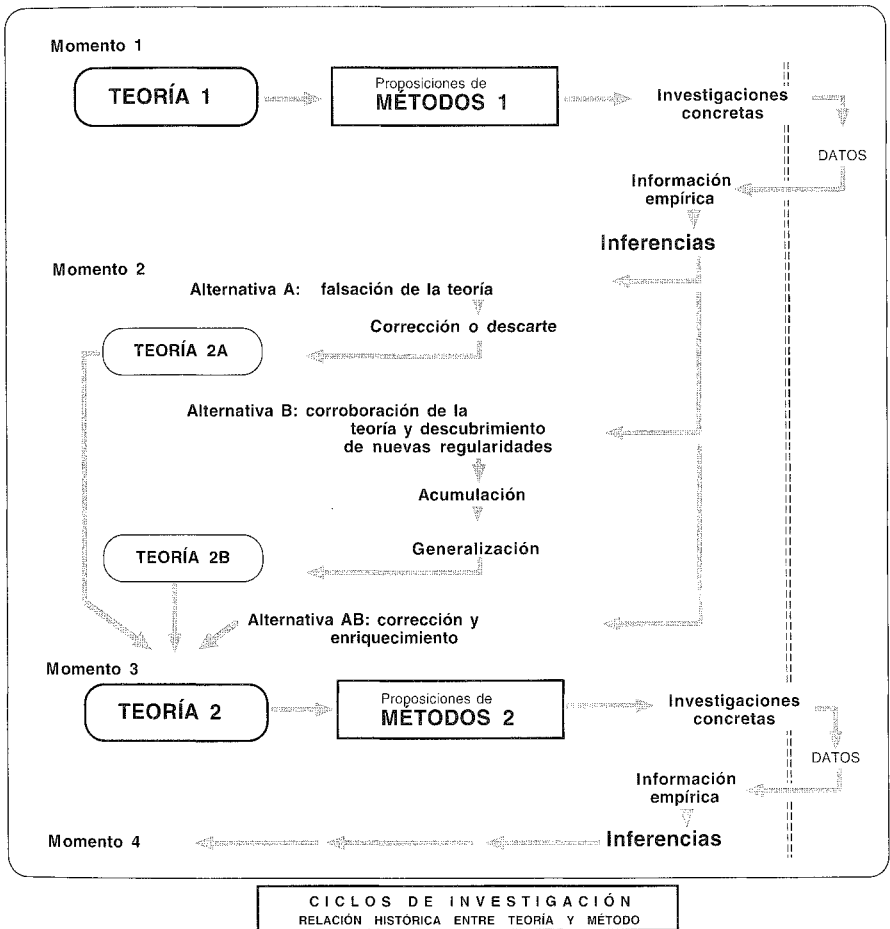 Momento 1
TEORÍA 1
Proposiciones de
MÉTODOS 1
Investigaciones
concretas
DATOS
Información
empírica
Inferencias
Momento 2
Alternativa A: falsación de la teoría
Corrección o descarte
TEORÍA 2A
Alternativa B: corroboración de la
teoría y descubrimiento
de nuevas regularidades
Acumulación
Generalización
TEORÍA 2B
Alternativa AB: corrección y
enriquecimiento
Momento 3
TEORÍA 2
Proposiciones de
MÉTODOS 2
Investigaciones
concretas
DATOS
Información
empírica
Inferencias
Momento 4
CICLOS DE INVESTIGACIÓN
RELACIÓN HISTÓRICA ENTRE TEORÍA Y MÉTODO